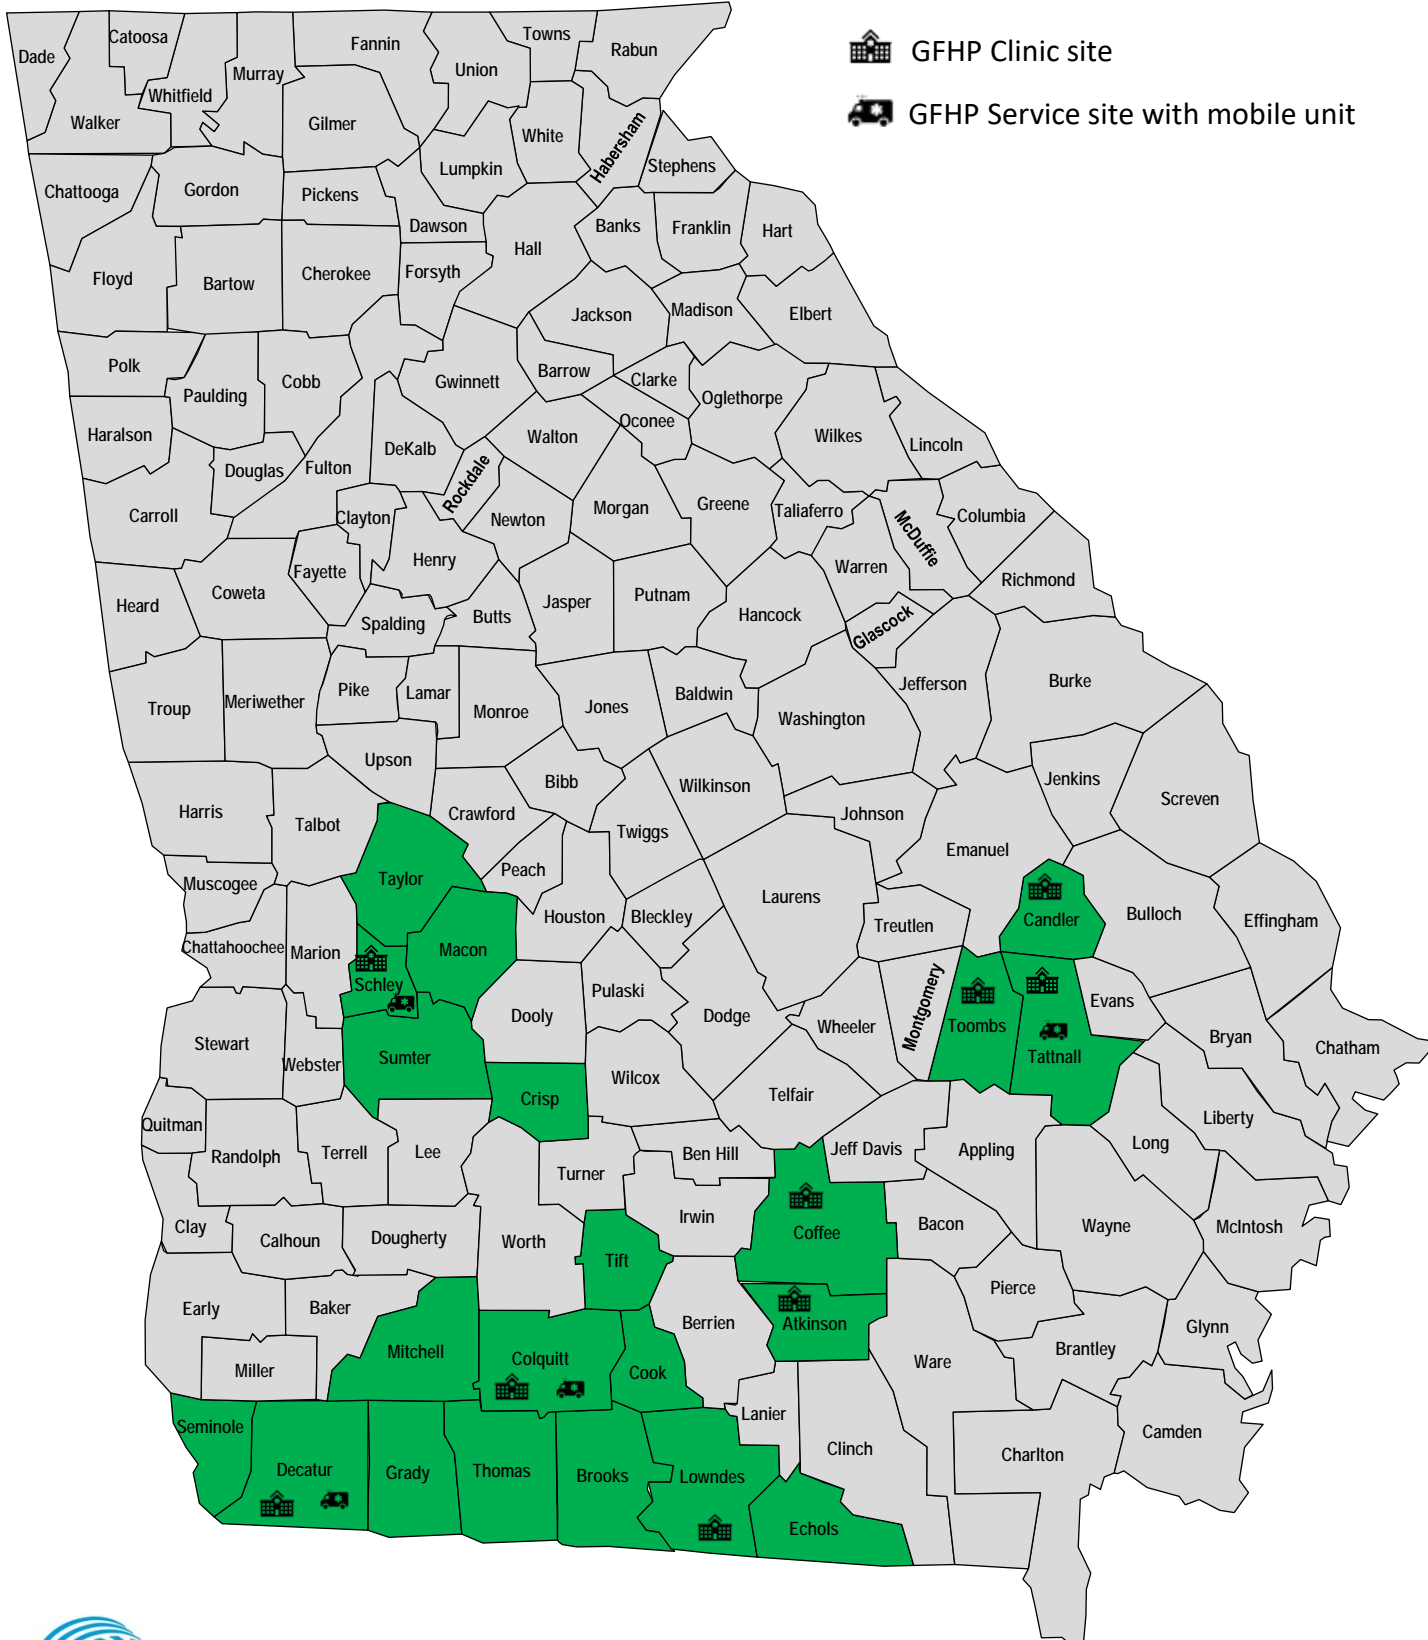 GFHP Clinic site
GFHP Service site with mobile unit
Dade
Catoosa
Whitfield
Walker
Murray
Fannin
Union
Towns
Rabun
Gilmer
White
Habersham
Lumpkin
Stephens
Chattooga
Gordon
Pickens
Dawson
Hall
Banks
Franklin
Hart
Floyd
Bartow
Cherokee
Forsyth
Jackson
Madison
Elbert
Polk
Paulding
Cobb
Gwinnett
Barrow
Clarke
Oglethorpe
Oconee
Haralson
Douglas
Fulton
DeKalb
Rockdale
Walton
Wilkes
Lincoln
Carroll
Clayton
Henry
Newton
Morgan
Greene
Taliaferro
McDuffie
Columbia
Warren
Richmond
Heard
Coweta
Fayette
Spalding
Butts
Jasper
Putnam
Hancock
Glascock
Troup
Meriwether
Pike
Lamar
Monroe
Jones
Baldwin
Washington
Jefferson
Burke
Upson
Bibb
Wilkinson
Jenkins
Screven
Harris
Talbot
Crawford
Twiggs
Johnson
Emanuel
Muscogee
Taylor
Peach
Houston
Bleckley
Laurens
Treutlen
Candler
Bulloch
Effingham
Chattahoochee
Marion
Macon
Schley
Dooly
Pulaski
Dodge
Wheeler
Montgomery
Toombs
Tattnall
Evans
Bryan
Chatham
Stewart
Webster
Sumter
Crisp
Wilcox
Telfair
Liberty
Quitman
Randolph
Terrell
Lee
Turner
Ben Hill
Jeff Davis
Appling
Long
Clay
Calhoun
Dougherty
Worth
Tift
Irwin
Coffee
Bacon
Wayne
McIntosh
Early
Baker
Miller
Mitchell
Colquitt
Cook
Berrien
Atkinson
Pierce
Ware
Brantley
Glynn
Seminole
Decatur
Grady
Thomas
Brooks
Lowndes
Lanier
Clinch
Echols
Charlton
Camden